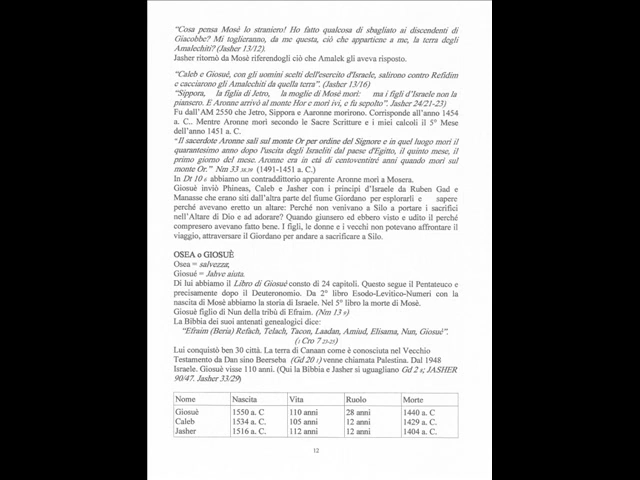 "Cosa pensa Mosè lo straniero! Ho fatto qualcosa di sbagliato ai discendenti di
Giacobbe? Mi toglieranno, da me questa, ciò che appartiene a me, la terra degli
Amalechiti? (Jasher 13/12).
Jasher ritornò da Mosè riferendogli ciò che Amalek gli aveva risposto.
"Caleb e Giosuè, con gli uomini scelti dell'esercito d'Israele, salirono contro Refidim
e cacciarono gli Amalechiti da quella terra". (Jasher 13/16)
"Sippora, la figlia di Jetro, la moglie di Mosè morì: ma i figli d'Israele non la
piansero. E Aronne arrivò al monte Hor e morì ivi, e fu sepolto". Jasher 24/21-23)
Fu dall'AM 2550 che Jetro, Sippora e Aaronne morirono. Corrisponde all'anno 1454
a. C.. Mentre Aronne morì secondo le Sacre Scritture e i miei calcoli il 5° Mese
dell'anno 1451 a. C.
"Il sacerdote Aronne salì sul monte Or per ordine del Signore e in quel luogo morì il
quarantesimo anno dopo l'uscita degli Israeliti dal paese d'Egitto, il quinto mese, il
primo giorno del mese. Aronne era in età di centoventitré anni quando morì sul
monte Or." Nm 33 38.39 (1491-1451 a. C.)
In Dt 10 6 abbiamo un contraddittorio apparente Aronne morì a Mosera.
Giosuè inviò Phineas, Caleb e Jasher con i principi d'Israele da Ruben Gad e
Manasse che erano siti dall'altra parte del fiume Giordano per esplorarli e sapere
perché avevano eretto un altare: Perché non venivano a Silo a portare i sacrifici
nell'Altare di Dio e ad adorare? Quando giunsero ed ebbero visto e udito il perché
compresero avevano fatto bene. I figli, le donne e i vecchi non potevano affrontare il
viaggio, attraversare il Giordano per andare a sacrificare a Silo.
OSEA o GIOSUÈ
Osea = salvezza;
Giosuè = Jahve aiuta.
Di lui abbiamo il Libro di Giosuè consto di 24 capitoli. Questo segue il Pentateuco e
precisamente dopo il Deuteronomio. Da 2° libro Esodo-Levitico-Numeri con la
nascita di Mosè abbiamo la storia di Israele. Nel 5° libro la morte di Mosè.
Giosuè figlio di Nun della tribù di Efraim. (Nm 13 8)
La Bibbia dei suoi antenati genealogici dice:
"Efraim (Beria) Refach, Telach, Tacon, Laadan, Amiud, Elisama, Nun, Giosuè".
(1 Cro 7 23-25)
Lui conquistò ben 30 città. La terra di Canaan come è conosciuta nel Vecchio
Testamento da Dan sino Beerseba (Gd 20 1) venne chiamata Palestina. Dal 1948
Israele. Giosuè visse 110 anni. (Qui la Bibbia e Jasher si uguagliano Gd 2 8; JASHER
90/47. Jasher 33/29)
Nome Nascita Vita Ruolo Morte
Giosuè 1550 a. C 110 anni 28 anni 1440 a. C
Caleb 1534 a. C. 105 anni 12 anni 1429 a. C.
Jasher 1516 a. C. 112 anni 12 anni 1404 a. C.
12